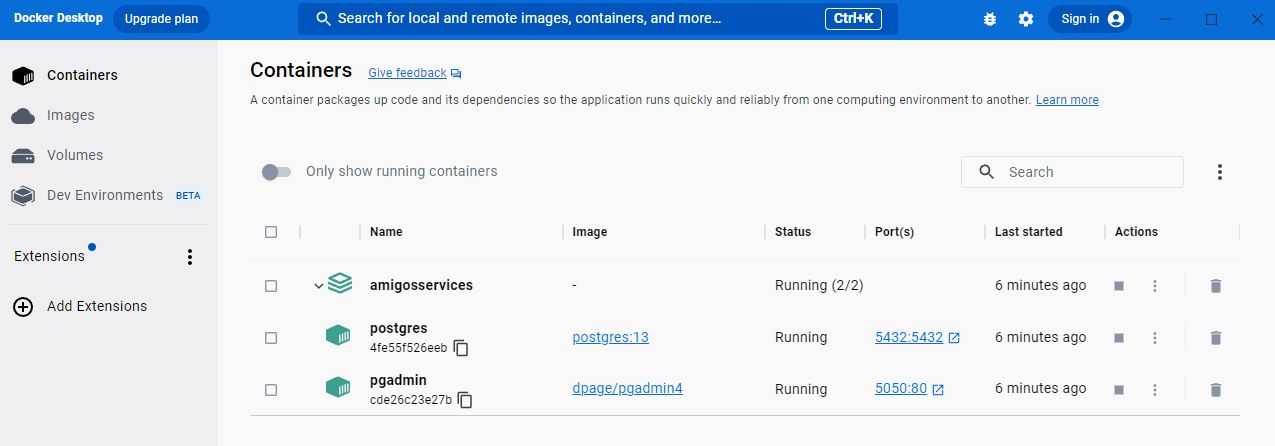 Docker Desktop Upgrade plan Search for local and remote images, containers, and more... Ctrl+K Sign in
Containers
Images
Volumes
Dev Environments BETA
Extensions
Add Extensions
Containers Give feedback
A container packages up code and its dependencies so the application runs quickly and reliably from one computing environment to another. Learn more
Only show running containers Search
Name Image Status Port(s) Last started Actions
amigosservices - Running (2/2) 6 minutes ago
postgres
4fe55f526eeb postgres:13 Running 5432:5432 6 minutes ago
pgadmin
cde26c23e27b dpage/pgadmin4 Running 5050:80 6 minutes ago